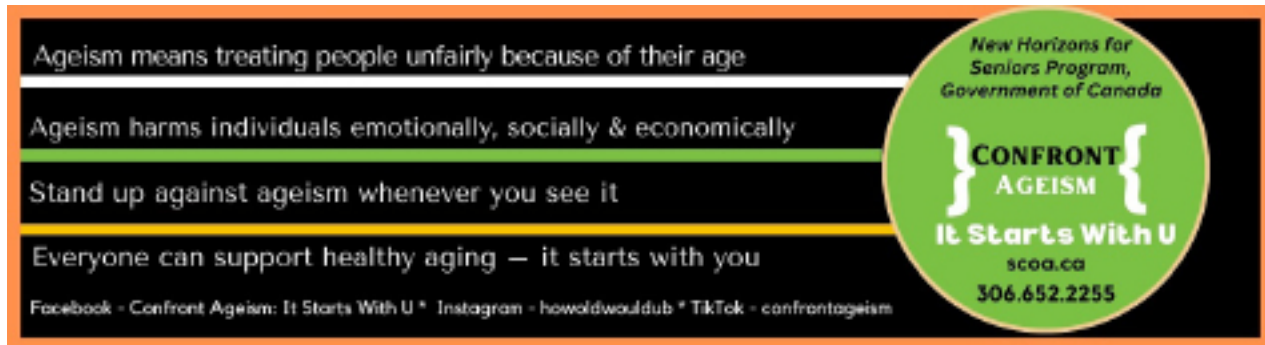 Ageism means treating people unfairly because of their age
Ageism harms individuals emotionally, socially & economically
Stand up against ageism whenever you see it
Everyone can support healthy aging — it starts with you
Facebook - Confront Ageism: It Starts With U * Instagram - howoldwouldub * TikTok - confrontageism
New Horizons for
Seniors Program,
Government of Canada
} CONFRONT {
AGEISM
It Starts With U
scoa.ca
306.652.2255